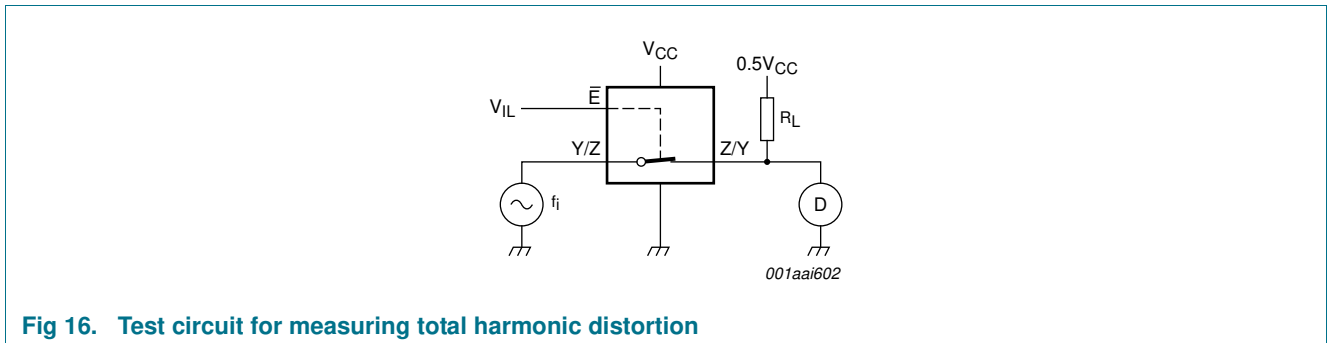 V_CC
0.5V_CC
E̅
V_IL
R_L
Y/Z
Z/Y
f_i
D
001aai602
Fig 16. Test circuit for measuring total harmonic distortion